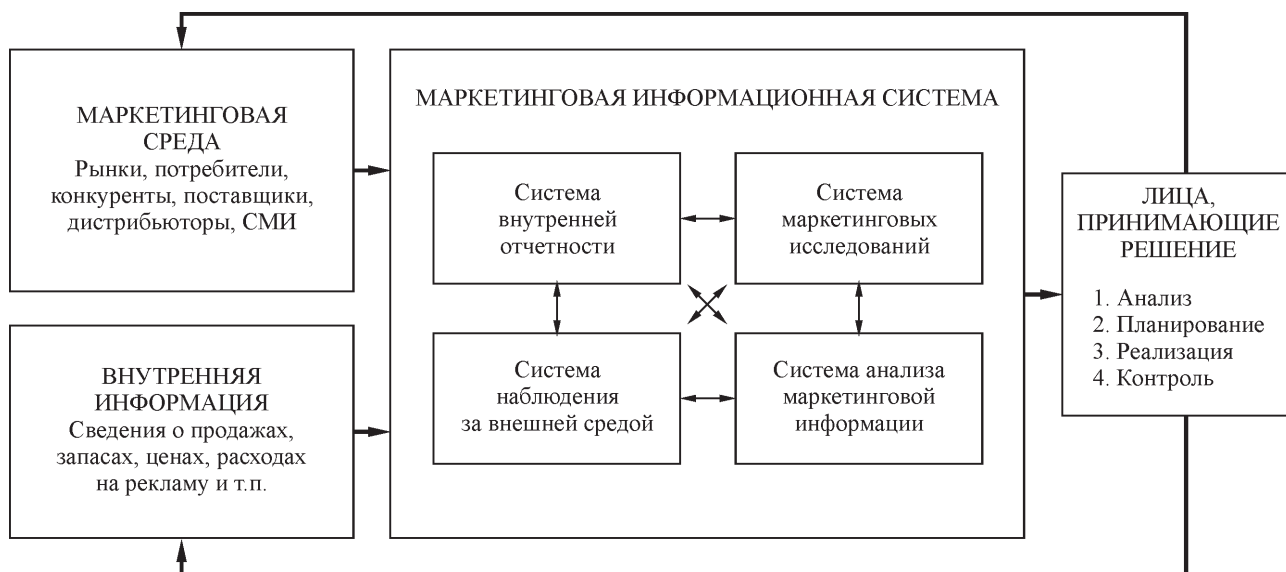 МАРКЕТИНГОВАЯ
СРЕДА
Рынки, потребители,
конкуренты, поставщики,
дистрибьюторы, СМИ
ВНУТРЕННЯЯ
ИНФОРМАЦИЯ
Сведения о продажах,
запасах, ценах, расходах
на рекламу и т.п.
МАРКЕТИНГОВАЯ ИНФОРМАЦИОННАЯ СИСТЕМА
Система
внутренней
отчетности
Система
маркетинговых
исследований
Система
наблюдения
за внешней средой
Система анализа
маркетинговой
информации
ЛИЦА,
ПРИНИМАЮЩИЕ
РЕШЕНИЕ
1. Анализ
2. Планирование
3. Реализация
4. Контроль